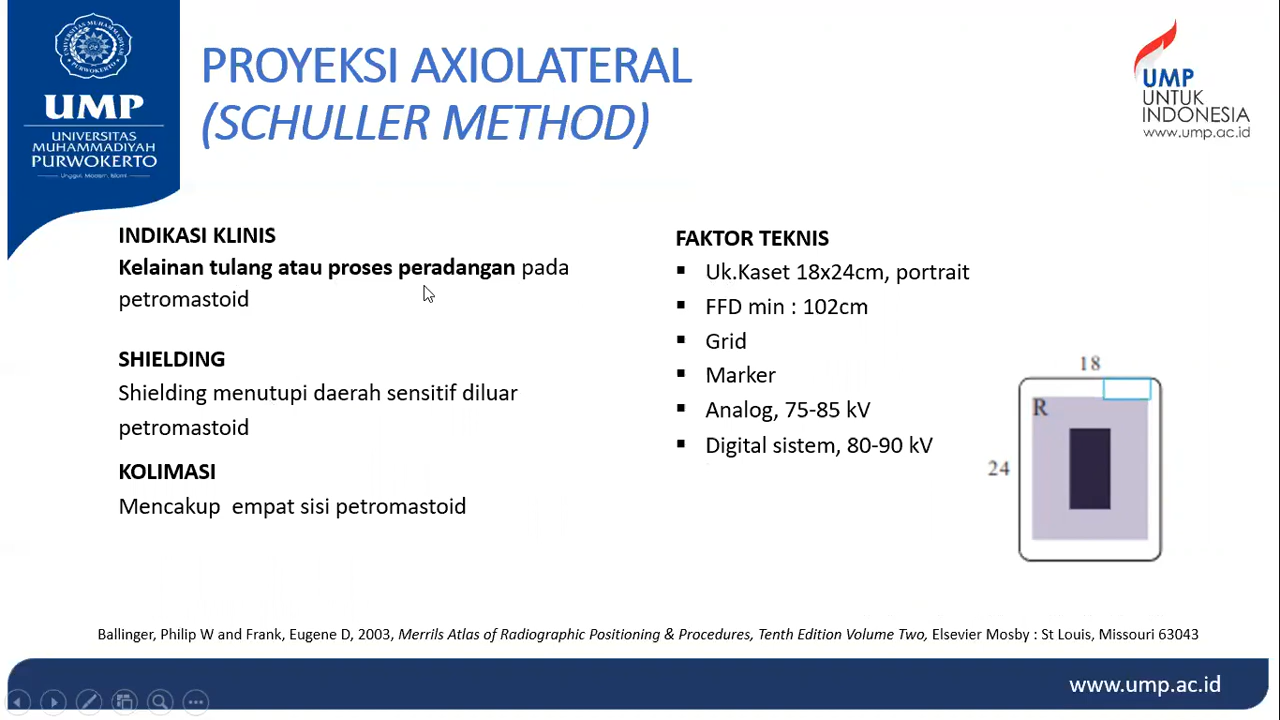 UMP
UNIVERSITAS
MUHAMMADIYAH
PURWOKERTO
PROYEKSI AXIOLATERAL
(SCHULLER METHOD)
UMP
UNTUK
INDONESIA
www.ump.ac.id
INDIKASI KLINIS
Kelainan tulang atau proses peradangan pada
petromastoid
SHIELDING
Shielding menutupi daerah sensitif diluar
petromastoid
KOLIMASI
Mencakup empat sisi petromastoid
FAKTOR TEKNIS
▪ Uk.Kaset 18x24cm, portrait
▪ FFD min : 102cm
▪ Grid
▪ Marker
▪ Analog, 75-85 kV
▪ Digital sistem, 80-90 kV
18
R
24
Ballinger, Philip W and Frank, Eugene D, 2003, Merrils Atlas of Radiographic Positioning & Procedures, Tenth Edition Volume Two, Elsevier Mosby : St Louis, Missouri 63043
www.ump.ac.id